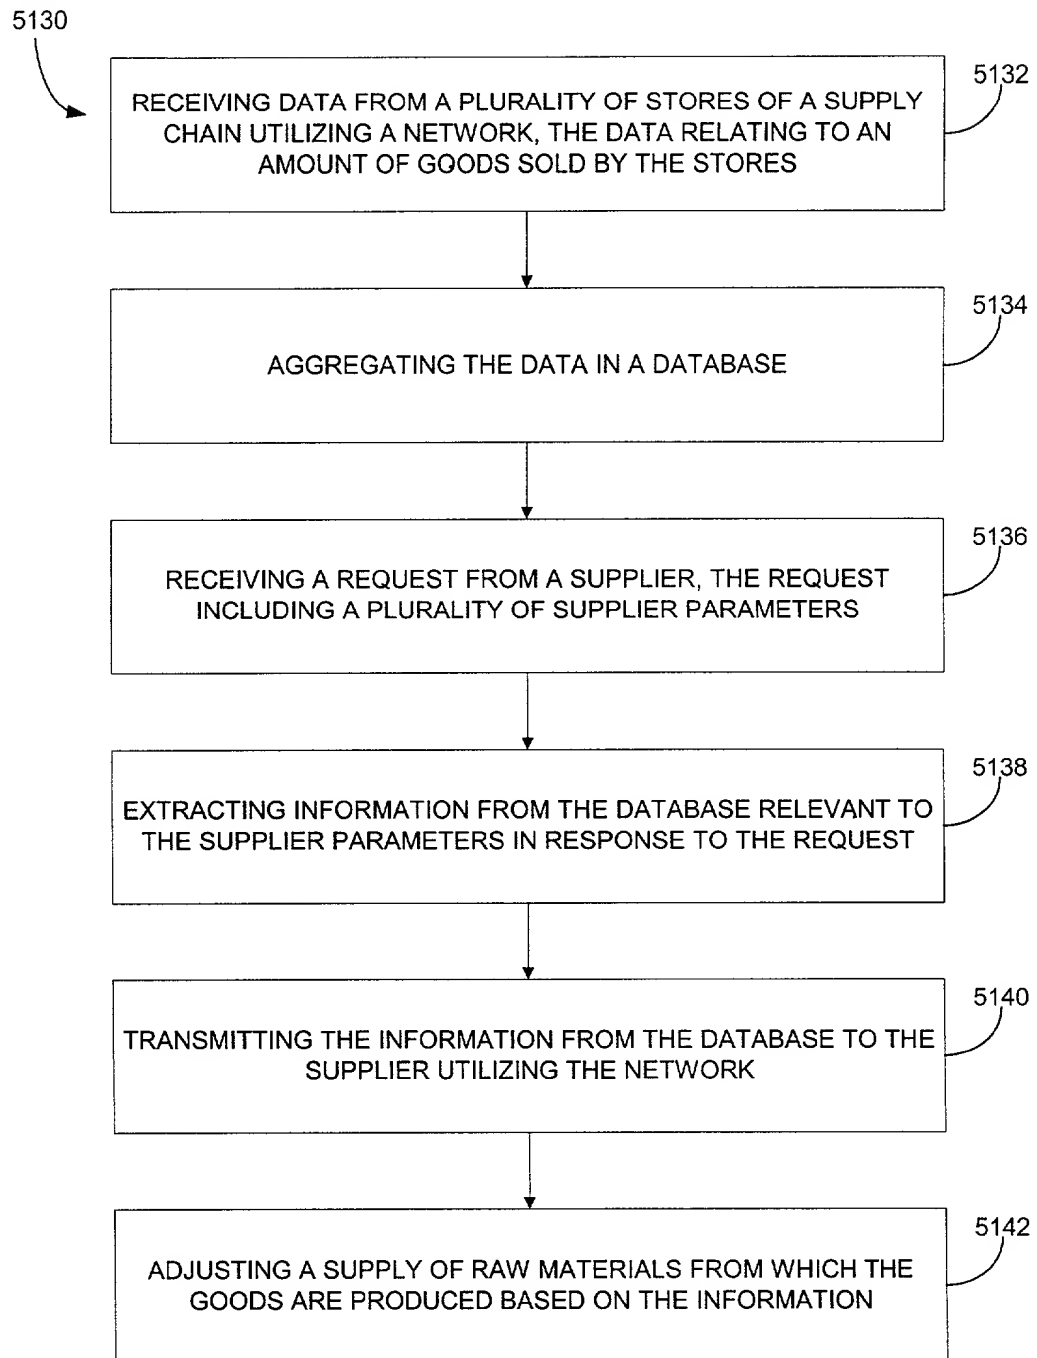 5130
5132
RECEIVING DATA FROM A PLURALITY OF STORES OF A SUPPLY
CHAIN UTILIZING A NETWORK, THE DATA RELATING TO AN
AMOUNT OF GOODS SOLD BY THE STORES
5134
AGGREGATING THE DATA IN A DATABASE
5136
RECEIVING A REQUEST FROM A SUPPLIER, THE REQUEST
INCLUDING A PLURALITY OF SUPPLIER PARAMETERS
5138
EXTRACTING INFORMATION FROM THE DATABASE RELEVANT TO
THE SUPPLIER PARAMETERS IN RESPONSE TO THE REQUEST
5140
TRANSMITTING THE INFORMATION FROM THE DATABASE TO THE
SUPPLIER UTILIZING THE NETWORK
5142
ADJUSTING A SUPPLY OF RAW MATERIALS FROM WHICH THE
GOODS ARE PRODUCED BASED ON THE INFORMATION